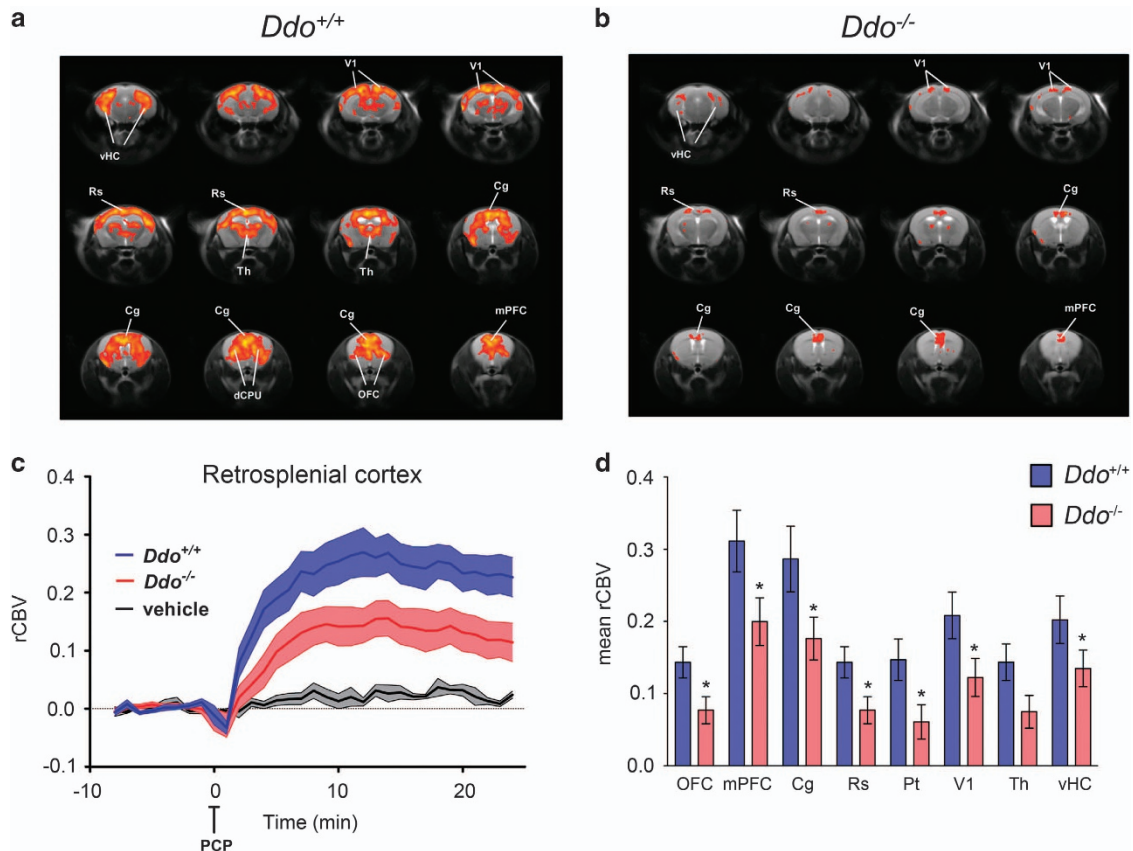 a
Ddo+/+
V1
V1
vHC
Rs
Rs
Cg
Th
Th
Cg
Cg
Cg
mPFC
dCPU
OFC
b
Ddo-/-
V1
V1
vHC
Rs
Rs
Cg
Cg
Cg
Cg
mPFC
c
Retrosplenial cortex
0.4
0.3
0.2
0.1
0.0
-0.1
rCBV
Ddo+/+
Ddo-/-
vehicle
-10
0
10
20
Time (min)
PCP
d
Ddo+/+
Ddo-/-
0.4
0.3
0.2
0.1
0.0
mean rCBV
* * * * * * *
OFC mPFC Cg Rs Pt V1 Th vHC